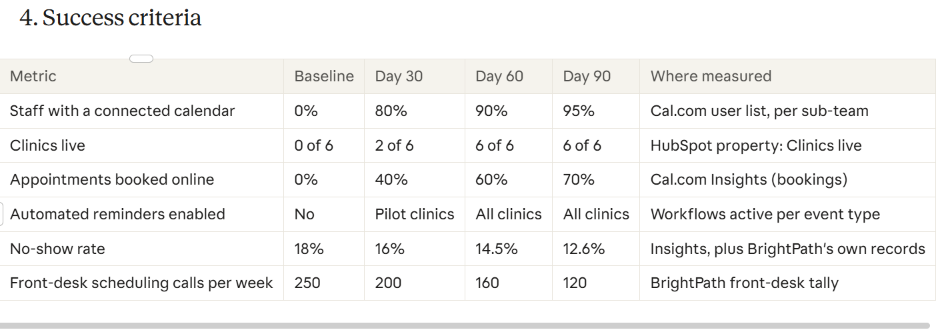 4. Success criteria
Metric Baseline Day 30 Day 60 Day 90 Where measured
Staff with a connected calendar 0% 80% 90% 95% Cal.com user list, per sub-team
Clinics live 0 of 6 2 of 6 6 of 6 6 of 6 HubSpot property: Clinics live
Appointments booked online 0% 40% 60% 70% Cal.com Insights (bookings)
Automated reminders enabled No Pilot clinics All clinics All clinics Workflows active per event type
No-show rate 18% 16% 14.5% 12.6% Insights, plus BrightPath's own records
Front-desk scheduling calls per week 250 200 160 120 BrightPath front-desk tally